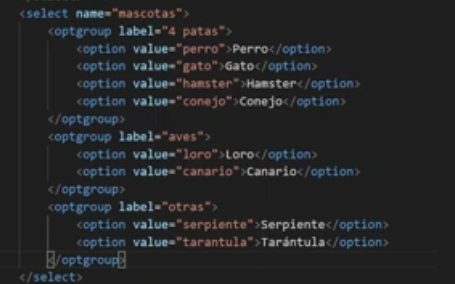 <select name="mascotas">
<optgroup label="4 patas">
<option value="perro">Perro</option>
<option value="gato">Gato</option>
<option value="hamster">Hamster</option>
<option value="conejo">Conejo</option>
</optgroup>
<optgroup label="aves">
<option value="loro">Loro</option>
<option value="canario">Canario</option>
</optgroup>
<optgroup label="otras">
<option value="serpiente">Serpiente</option>
<option value="tarantula">Tarántula</option>
</optgroup>
</select>